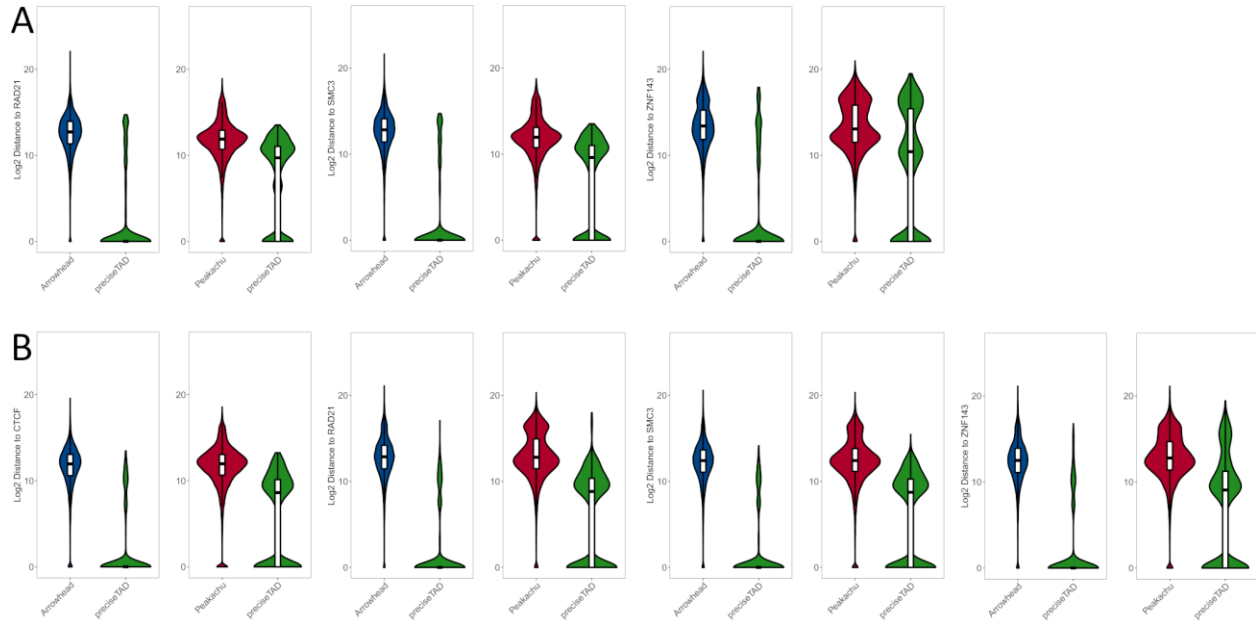 A
Log2 Distance to RAD21
20
10
0
Arrowhead
preciseTAD
20
10
0
Peakachu
preciseTAD
Log2 Distance to SMC3
20
10
0
Arrowhead
preciseTAD
20
10
0
Peakachu
preciseTAD
Log2 Distance to ZNF143
20
10
0
Arrowhead
preciseTAD
20
10
0
Peakachu
preciseTAD
B
Log2 Distance to CTCF
20
10
0
Arrowhead
preciseTAD
20
10
0
Peakachu
preciseTAD
Log2 Distance to RAD21
20
10
0
Arrowhead
preciseTAD
20
10
0
Peakachu
preciseTAD
Log2 Distance to SMC3
20
10
0
Arrowhead
preciseTAD
20
10
0
Peakachu
preciseTAD
Log2 Distance to ZNF143
20
10
0
Arrowhead
preciseTAD
20
10
0
Peakachu
preciseTAD